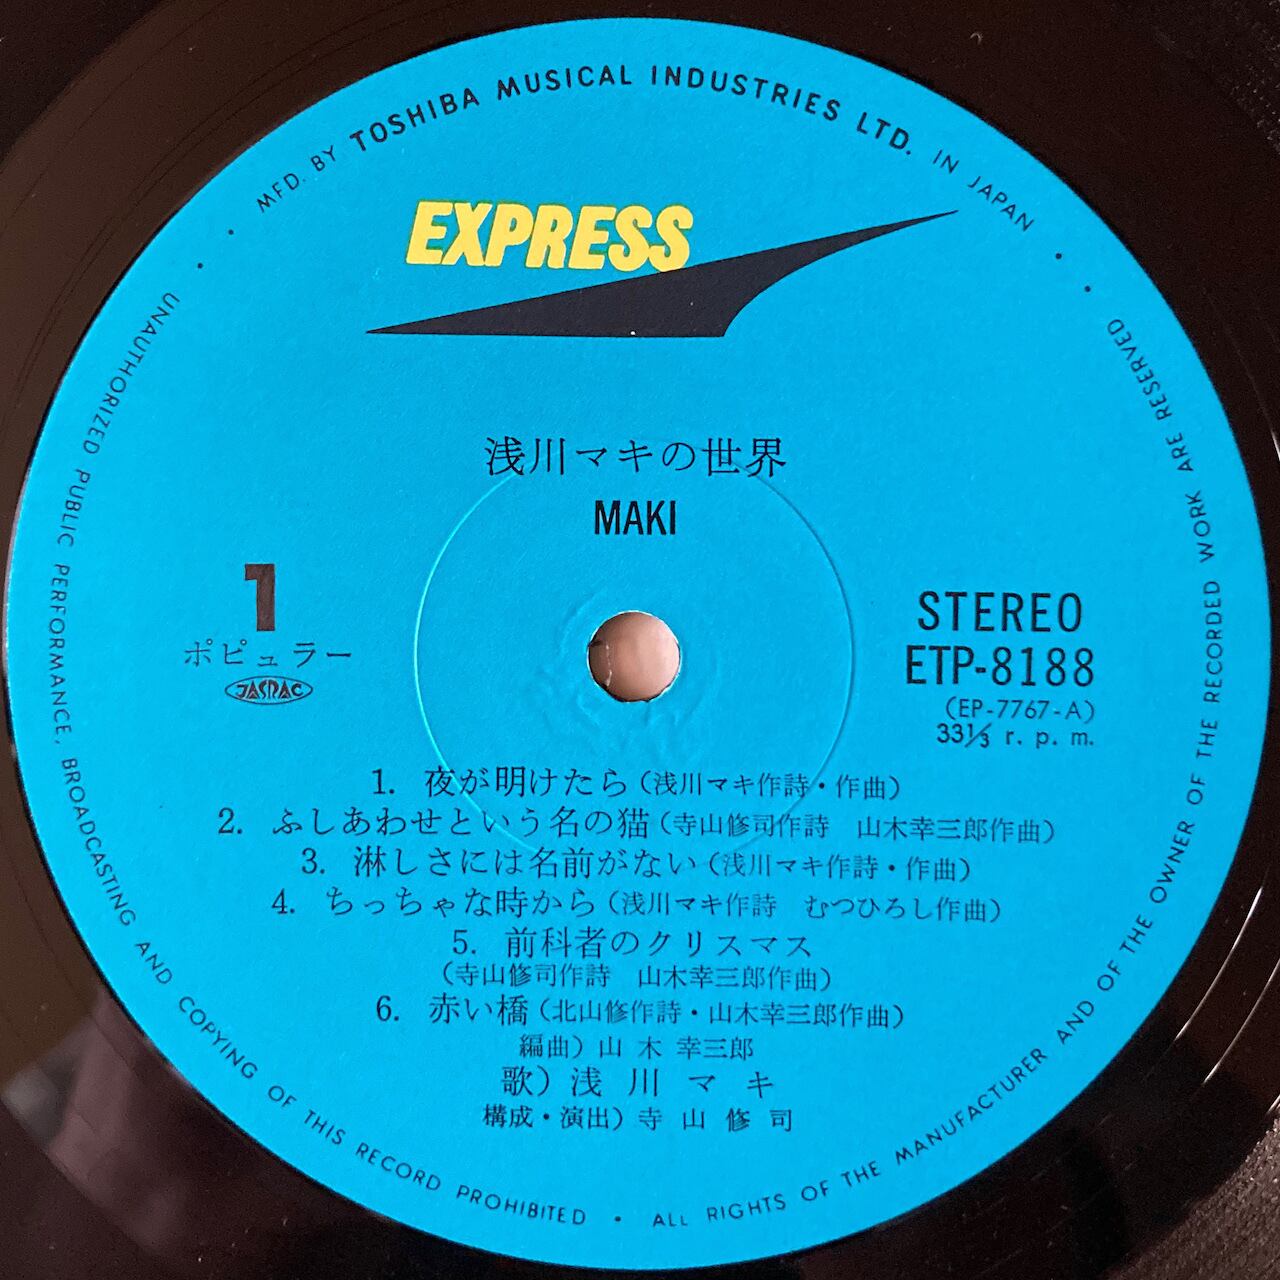 MFD. BY TOSHIBA MUSICAL INDUSTRIES LTD. IN JAPAN
EXPRESS
浅川マキの世界
MAKI
1
ポピュラー
JASRAC
STEREO
ETP-8188
(EP-7767-A)
33⅓ r. p. m.
1. 夜が明けたら（浅川マキ作詩・作曲）
2. ふしあわせという名の猫（寺山修司作詩　山木幸三郎作曲）
3. 淋しさには名前がない（浅川マキ作詩・作曲）
4. ちっちゃな時から（浅川マキ作詩　むつひろし作曲）
5. 前科者のクリスマス
（寺山修司作詩　山木幸三郎作曲）
6. 赤い橋（北山修作詩・山木幸三郎作曲）
編曲）山 木 幸三郎
歌）浅 川 マ キ
構成・演出）寺 山 修 司
UNAUTHORIZED PUBLIC PERFORMANCE, BROADCASTING AND COPYING OF THIS RECORD PROHIBITED • ALL RIGHTS OF THE MANUFACTURER AND OF THE OWNER OF THE RECORDED WORK ARE RESERVED